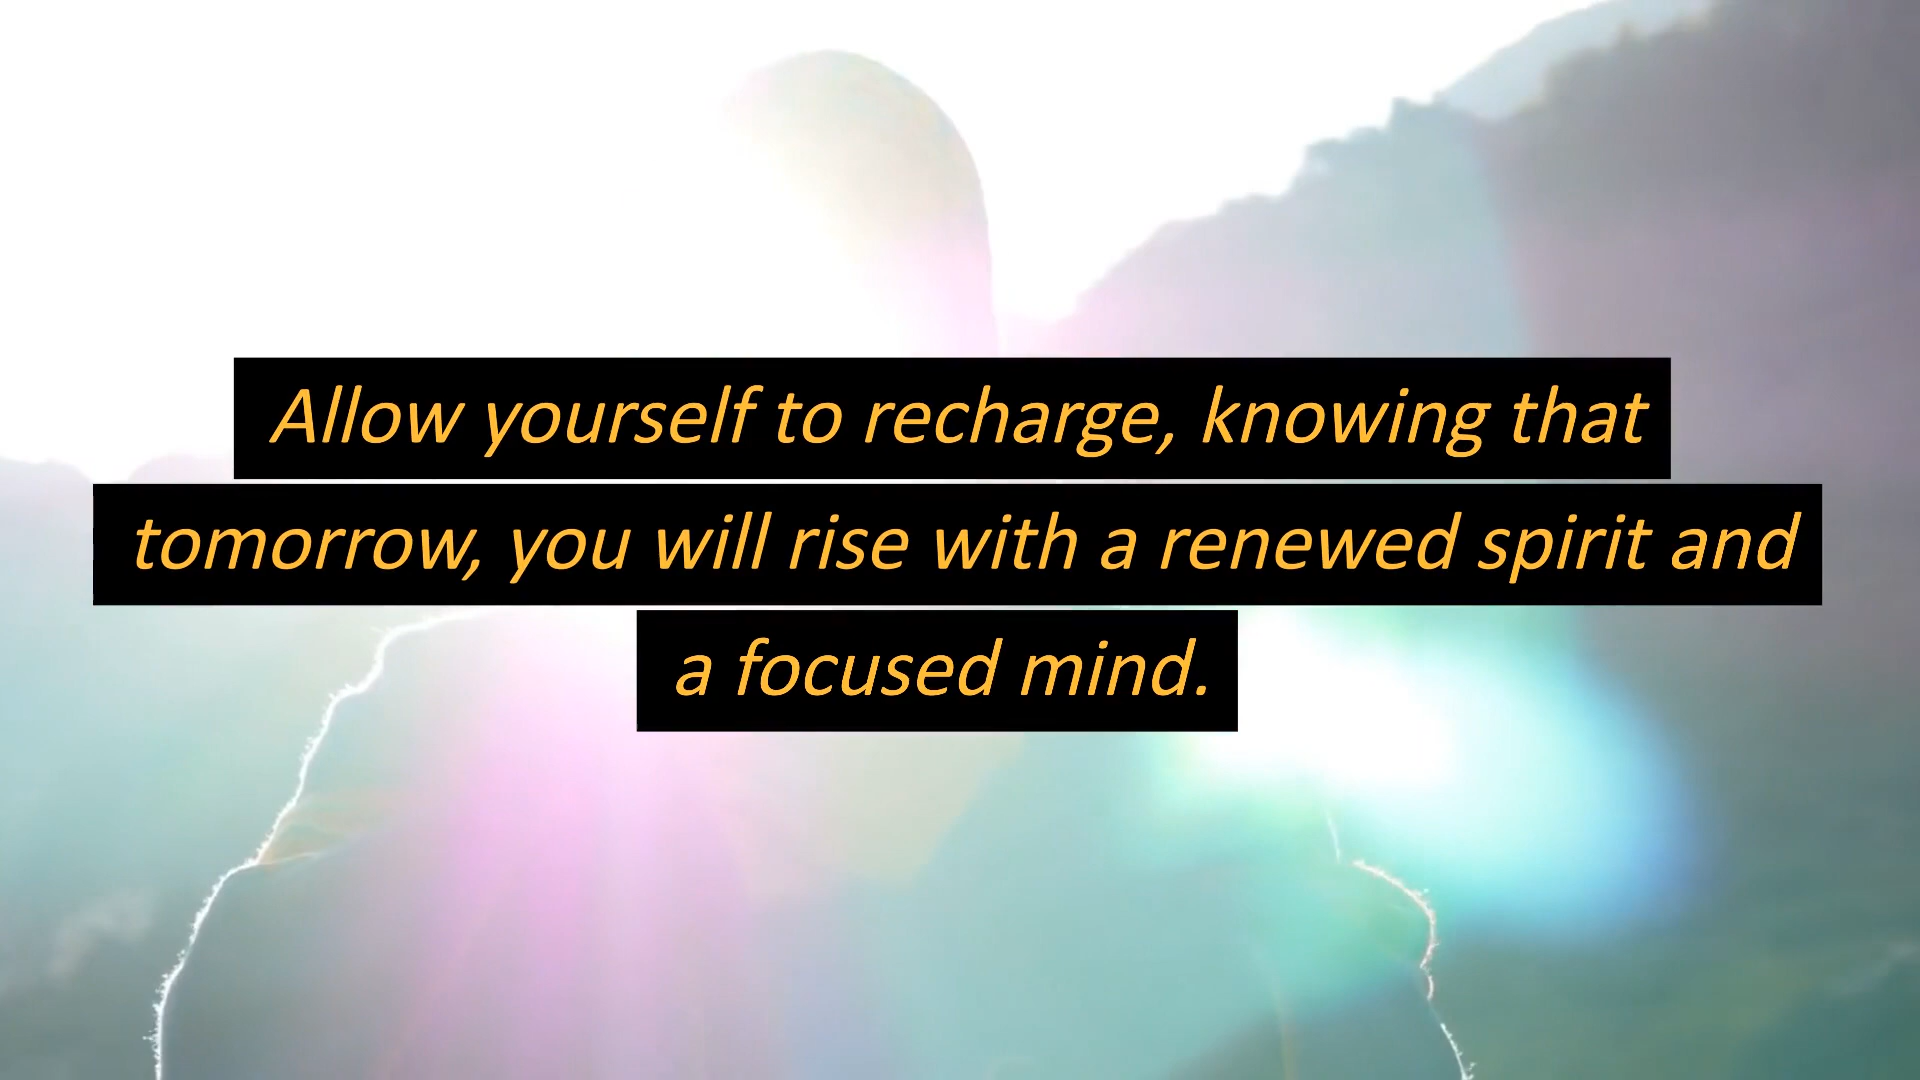 Allow yourself to recharge, knowing that
tomorrow, you will rise with a renewed spirit and
a focused mind.